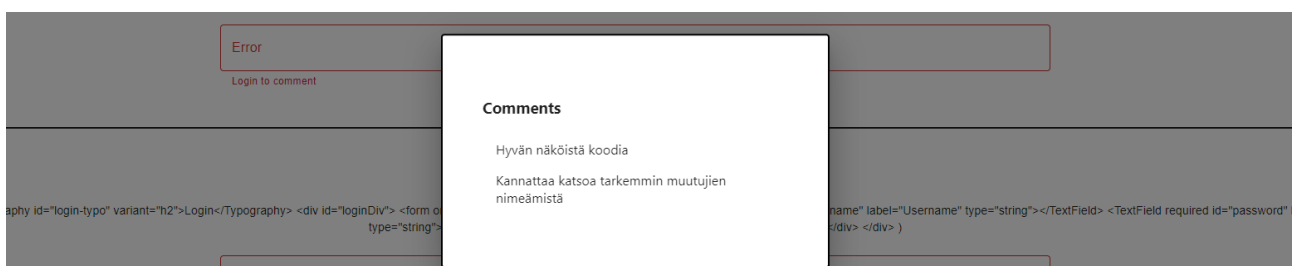 Error
Login to comment
Comments
Hyvän näköistä koodia
Kannattaa katsoa tarkemmin muutujien
nimeämistä
aphy id="login-typo" variant="h2">Login</Typography> <div id="loginDiv"> <form name" label="Username" type="string"></TextField> <TextField required id="password"
type="string"> /div> </div> )